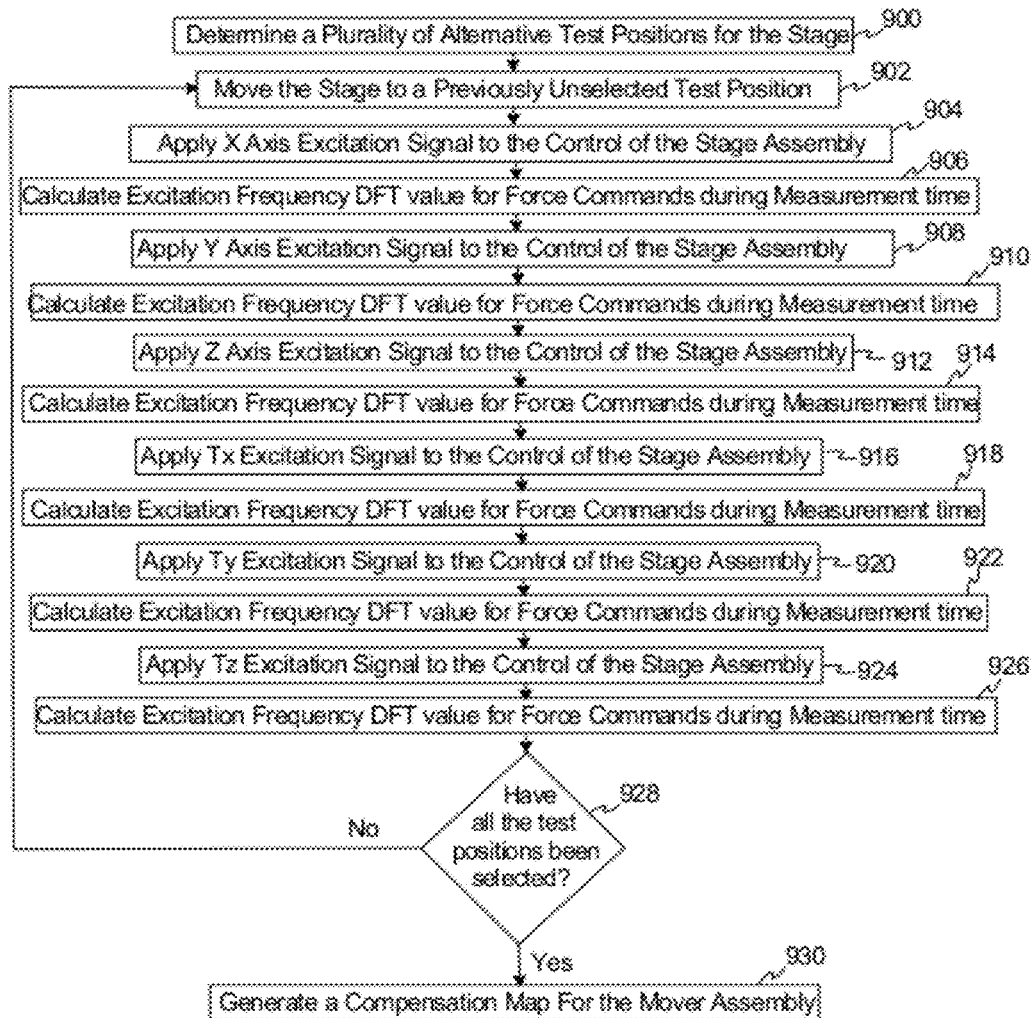 900
Determine a Plurality of Alternative Test Positions for the Stage
902
Move the Stage to a Previously Unselected Test Position
904
Apply X Axis Excitation Signal to the Control of the Stage Assembly
906
Calculate Excitation Frequency DFT value for Force Commands during Measurement time
908
Apply Y Axis Excitation Signal to the Control of the Stage Assembly
910
Calculate Excitation Frequency DFT value for Force Commands during Measurement time
Apply Z Axis Excitation Signal to the Control of the Stage Assembly
912
914
Calculate Excitation Frequency DFT value for Force Commands during Measurement time
Apply Tx Excitation Signal to the Control of the Stage Assembly
916
918
Calculate Excitation Frequency DFT value for Force Commands during Measurement time
Apply Ty Excitation Signal to the Control of the Stage Assembly
920
922
Calculate Excitation Frequency DFT value for Force Commands during Measurement time
Apply Tz Excitation Signal to the Control of the Stage Assembly
924
926
Calculate Excitation Frequency DFT value for Force Commands during Measurement time
928
Have
all the test
positions been
selected?
No
Yes
930
Generate a Compensation Map For the Mover Assembly